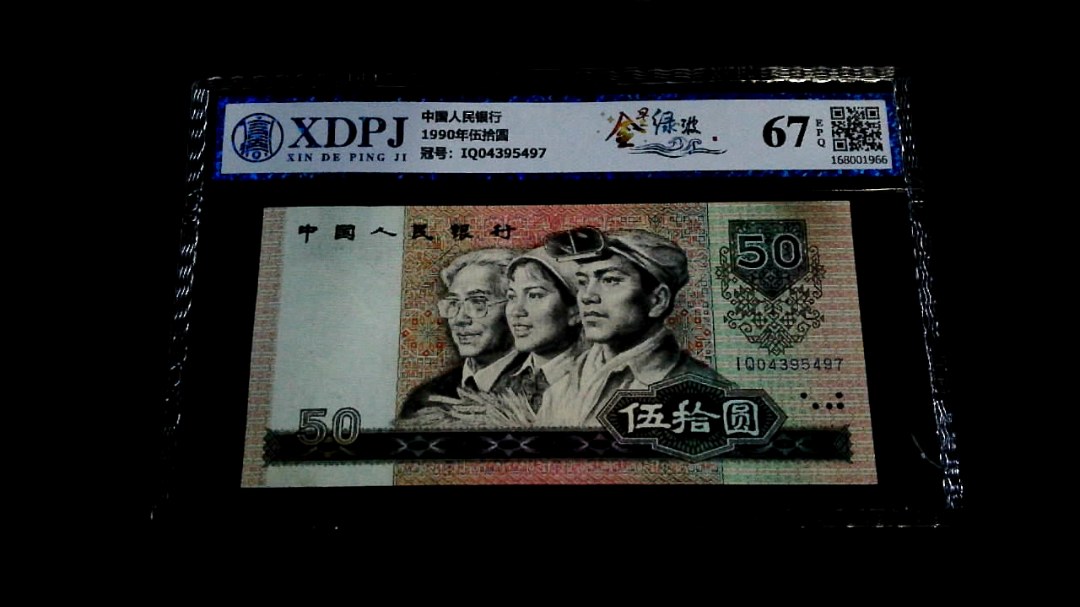 XDPJ
XIN DE PING JI
中國人民银行
1990年伍拾圆
冠号：IQ04395497
金星绿波
67
EPQ
168001966
中国人民银行
50
IQ04395497
50
伍拾圆